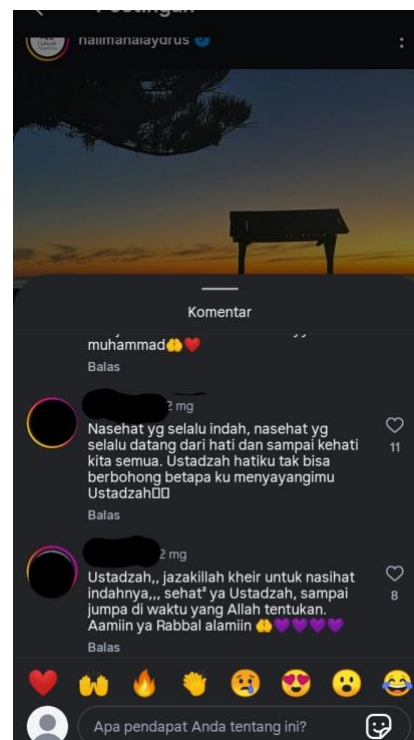 Postingan
halimahalaydrus
Komentar
muhammad🤲❤️
Balas
2 mg
Nasehat yg selalu indah, nasehat yg
selalu datang dari hati dan sampai kehati
kita semua. Ustadzah hatiku tak bisa
berbohong betapa ku menyayangimu
Ustadzah▯▯
11
Balas
2 mg
Ustadzah,, jazakillah kheir untuk nasihat
indahnya,,, sehat² ya Ustadzah, sampai
jumpa di waktu yang Allah tentukan.
Aamiin ya Rabbal alamiin 🤲💜💜💜💜
8
Balas
Apa pendapat Anda tentang ini?